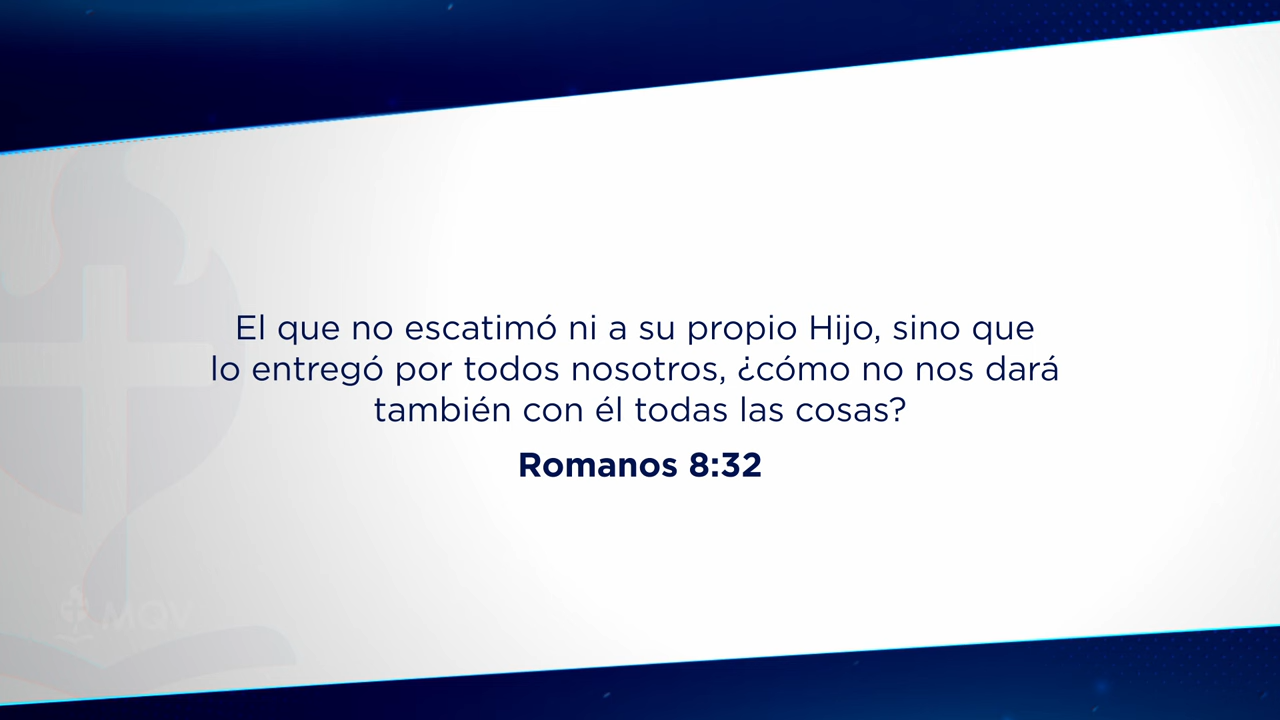 El que no escatimó ni a su propio Hijo, sino que
lo entregó por todos nosotros, ¿cómo no nos dará
también con él todas las cosas?
Romanos 8:32
MQV